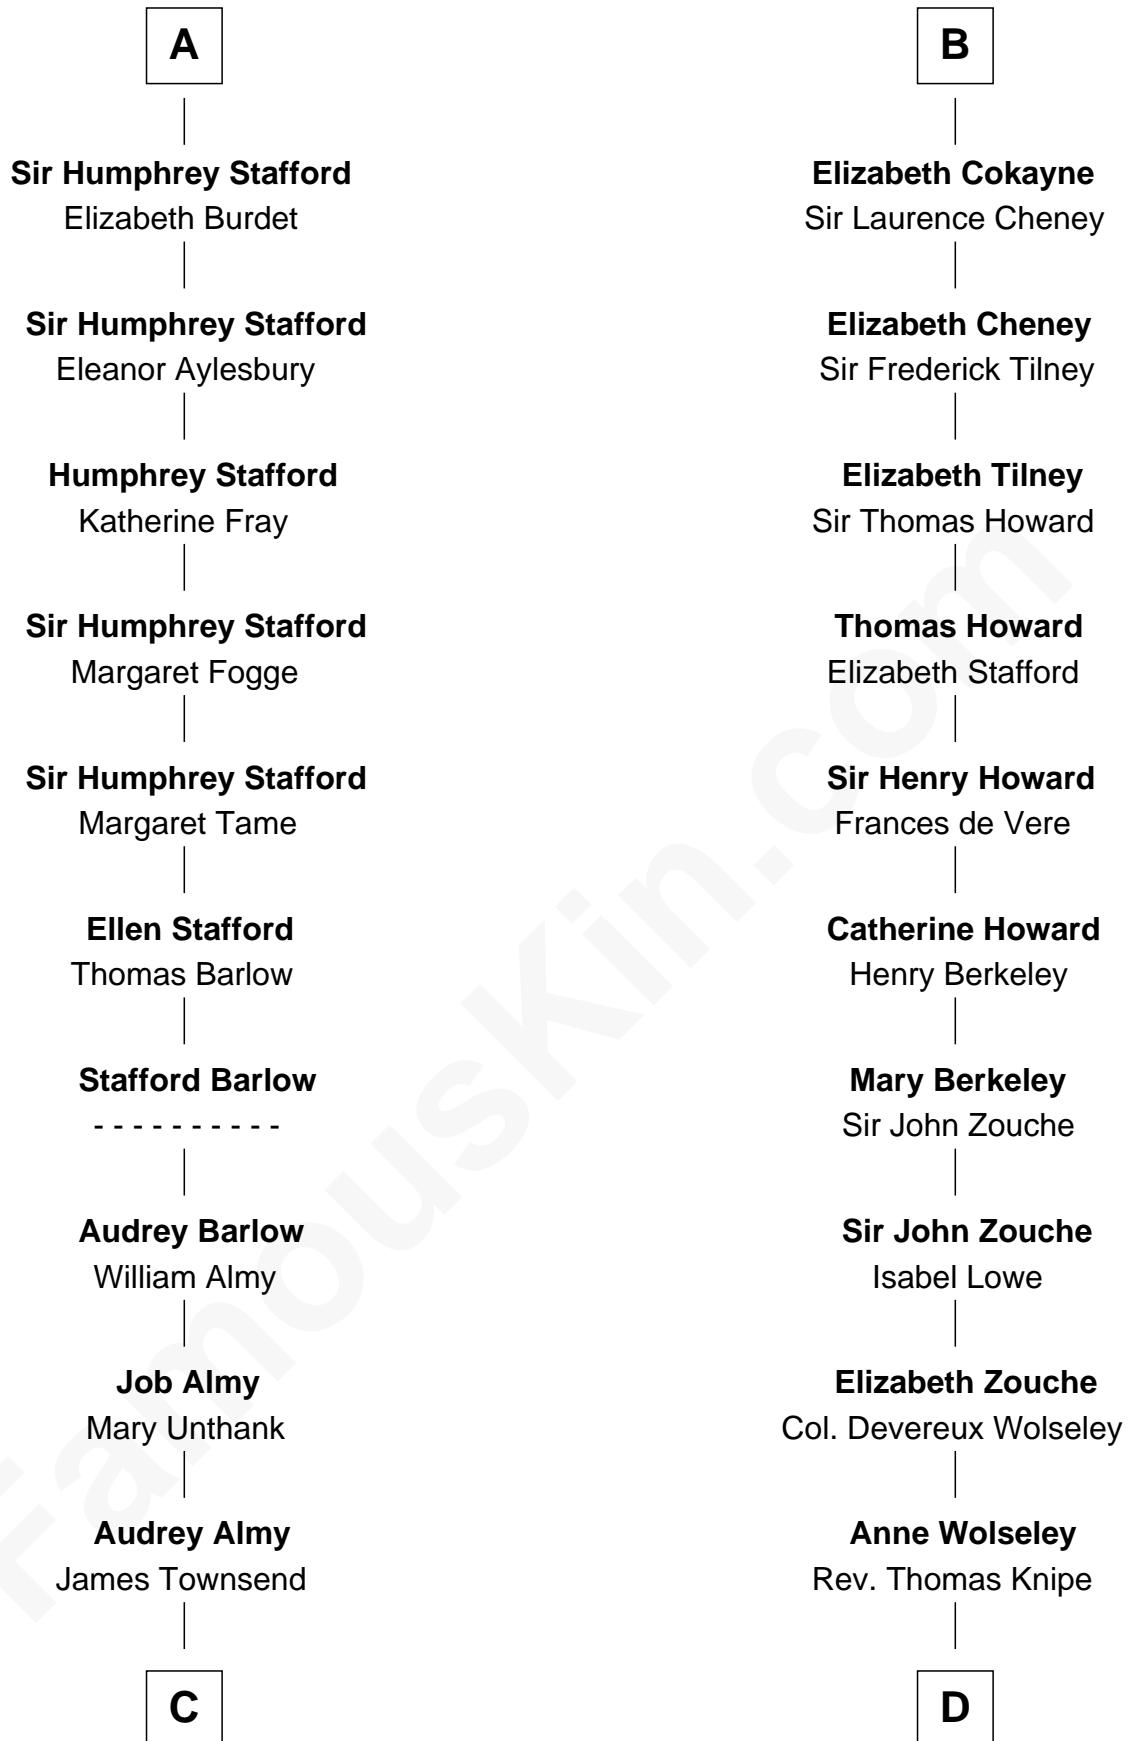 A
Sir Humphrey Stafford
Elizabeth Burdet
Sir Humphrey Stafford
Eleanor Aylesbury
Humphrey Stafford
Katherine Fray
Sir Humphrey Stafford
Margaret Fogge
Sir Humphrey Stafford
Margaret Tame
Ellen Stafford
Thomas Barlow
Stafford Barlow
- - - - - - - - - -
Audrey Barlow
William Almy
Job Almy
Mary Unthank
Audrey Almy
James Townsend
C
B
Elizabeth Cokayne
Sir Laurence Cheney
Elizabeth Cheney
Sir Frederick Tilney
Elizabeth Tilney
Sir Thomas Howard
Thomas Howard
Elizabeth Stafford
Sir Henry Howard
Frances de Vere
Catherine Howard
Henry Berkeley
Mary Berkeley
Sir John Zouche
Sir John Zouche
Isabel Lowe
Elizabeth Zouche
Col. Devereux Wolseley
Anne Wolseley
Rev. Thomas Knipe
D
FamousKin.com